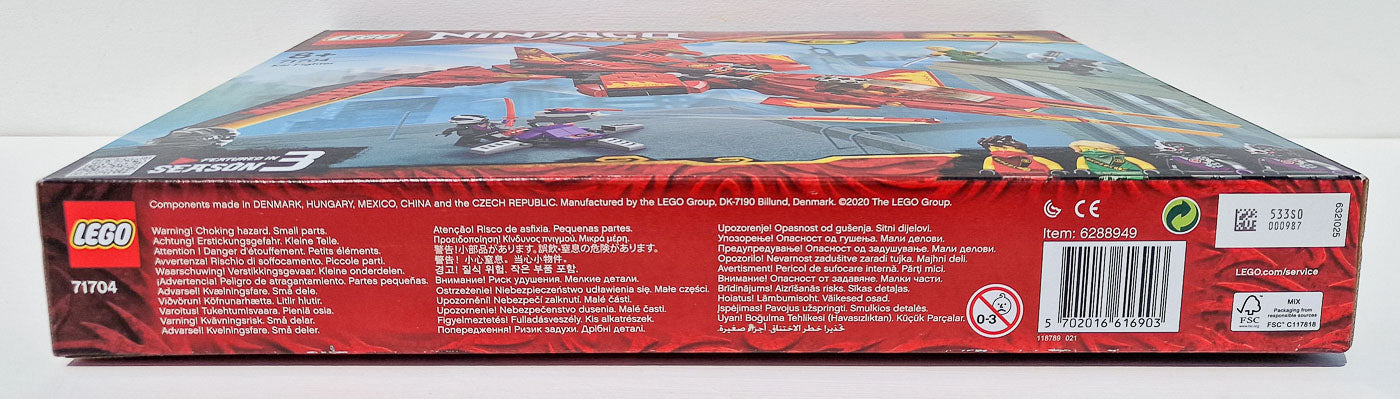 LEGO
NINJAGO
8+
71704
Kai Fighter
FEATURED IN
SEASON 3
LEGO
71704
Components made in DENMARK, HUNGARY, MEXICO, CHINA and the CZECH REPUBLIC. Manufactured by the LEGO Group, DK-7190 Billund, Denmark. ©2020 The LEGO Group.
Warning! Choking hazard. Small parts.
Achtung! Erstickungsgefahr. Kleine Teile.
Attention ! Danger d'étouffement. Petits éléments.
Avvertenza! Rischio di soffocamento. Piccole parti.
Waarschuwing! Verstikkingsgevaar. Kleine onderdelen.
¡Advertencia! Peligro de atragantamiento. Partes pequeñas.
Advarsel! Kvælningsfare. Små dele.
Viðvörun! Köfnunarhætta. Litlir hlutir.
Varoitus! Tukehtumisvaara. Pieniä osia.
Varning! Kvävningsrisk. Små delar.
Advarsel! Kvelningsfare. Små deler.
Atenção! Risco de asfixia. Pequenas partes.
Προειδοποίηση! Κίνδυνος πνιγμού. Μικρά μέρη.
警告!小部品があります。誤飲・窒息の危険があります。
警告! 小心窒息。当心小物件。
경고! 질식 위험. 작은 부품 포함.
Внимание! Риск удушения. Мелкие детали.
Ostrzeżenie! Niebezpieczeństwo udławienia się. Małe części.
Upozornění! Nebezpečí zalknutí. Malé části.
Upozornenie! Nebezpečenstvo dusenia. Malé časti.
Figyelmeztetés! Fulladásveszély. Kis alkatrészek.
Попередження! Ризик задухи. Дрібні деталі.
Upozorenje! Opasnost od gušenja. Sitni dijelovi.
Упозорење! Опасност од гушења. Мали делови.
Предупредување! Опасност од задушување. Мали делови.
Opozorilo! Nevarnost zadušitve zaradi tujka. Majhni deli.
Avertisment! Pericol de sufocare internă. Părţi mici.
Внимание! Опасност от задавяне. Малки части.
Brīdinājums! Aizrīšanās risks. Sīkas detaļas.
Hoiatus! Lämbumisoht. Väikesed osad.
Įspėjimas! Pavojus užspringti. Smulkios detalės.
Uyarı! Boğulma Tehlikesi (Havasızlıktan). Küçük Parçalar.
تحذير! خطر الاختناق. أجزاء صغيرة.
0-3
CE
Item: 6288949
5 702016 616903
118789 021
533S0
000987
6321025
LEGO.com/service
FSC
www.fsc.org
MIX
Packaging from
responsible sources
FSC® C117818